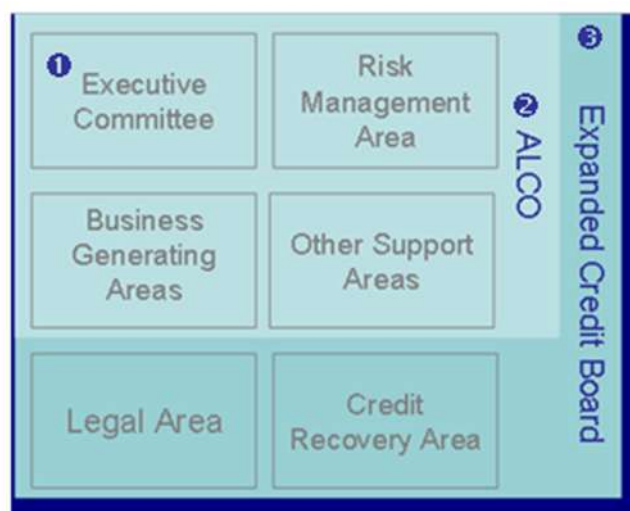 ❶ Executive
Committee
Risk
Management
Area
❷ ALCO
❸ Expanded Credit Board
Business
Generating
Areas
Other Support
Areas
Legal Area
Credit
Recovery Area